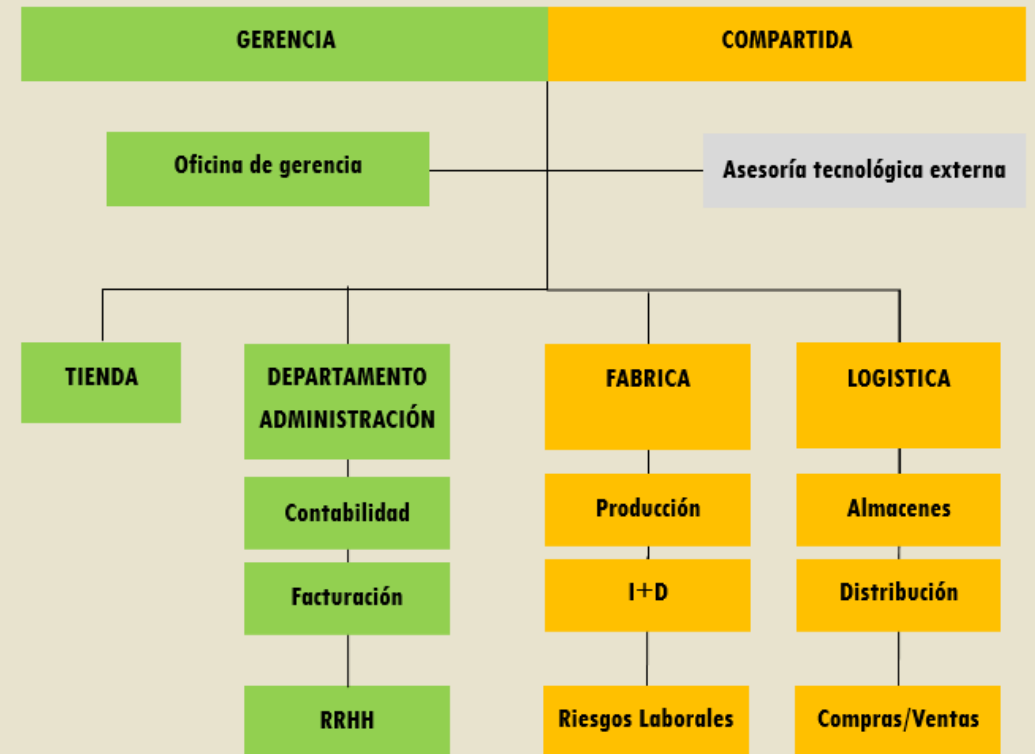 GERENCIA
COMPARTIDA
Oficina de gerencia
Asesoría tecnológica externa
TIENDA
DEPARTAMENTO
ADMINISTRACIÓN
FABRICA
LOGISTICA
Contabilidad
Producción
Almacenes
Facturación
I+D
Distribución
RRHH
Riesgos Laborales
Compras/Ventas